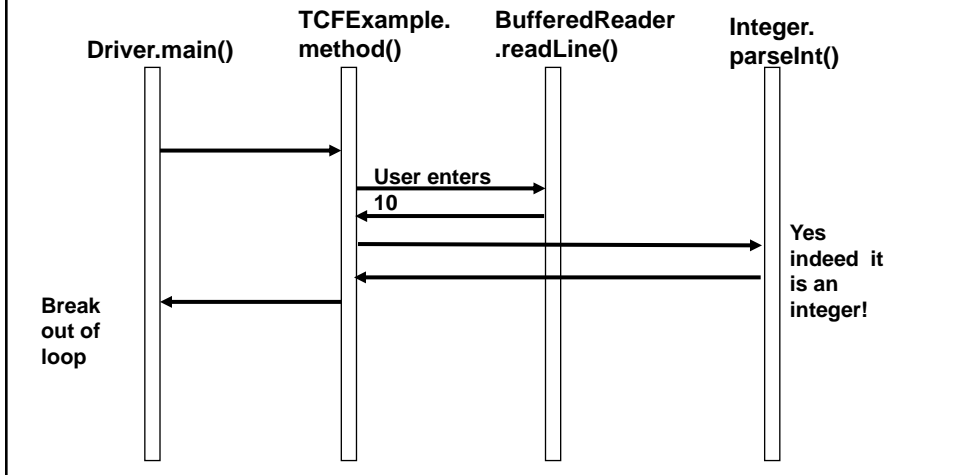 Driver.main()
TCFExample.
method()
BufferedReader
.readLine()
Integer.
parseInt()
User enters
10
Yes
indeed it
is an
integer!
Break
out of
loop